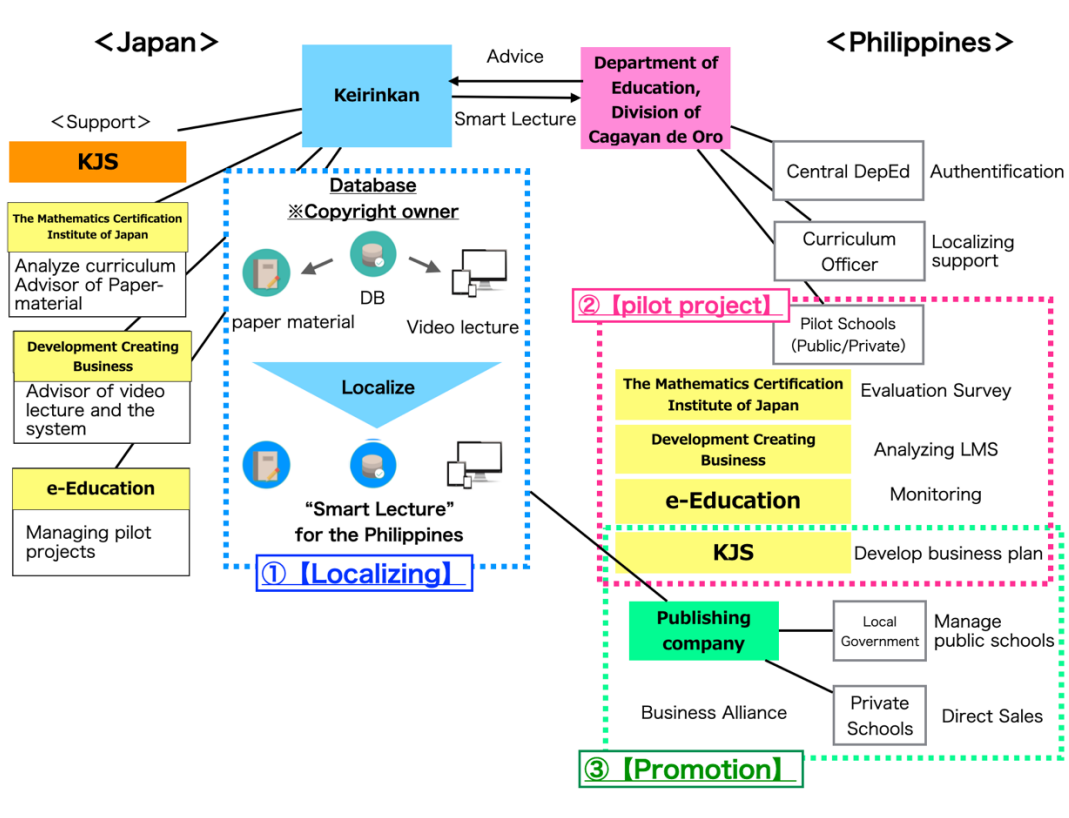 ＜Japan＞
＜Philippines＞
Keirinkan
Advice
Smart Lecture
Department of
Education,
Division of
Cagayan de Oro
＜Support＞
KJS
The Mathematics Certification
Institute of Japan
Analyze curriculum
Advisor of Paper-
material
Development Creating
Business
Advisor of video
lecture and the
system
e-Education
Managing pilot
projects
Database
※Copyright owner
DB
paper material
Video lecture
Localize
“Smart Lecture”
for the Philippines
①【Localizing】
Central DepEd
Authentification
Curriculum
Officer
Localizing
support
②【pilot project】
Pilot Schools
(Public/Private)
The Mathematics Certification
Institute of Japan
Evaluation Survey
Development Creating
Business
Analyzing LMS
e-Education
Monitoring
KJS
Develop business plan
Publishing
company
Local
Government
Manage
public schools
Business Alliance
Private
Schools
Direct Sales
③【Promotion】